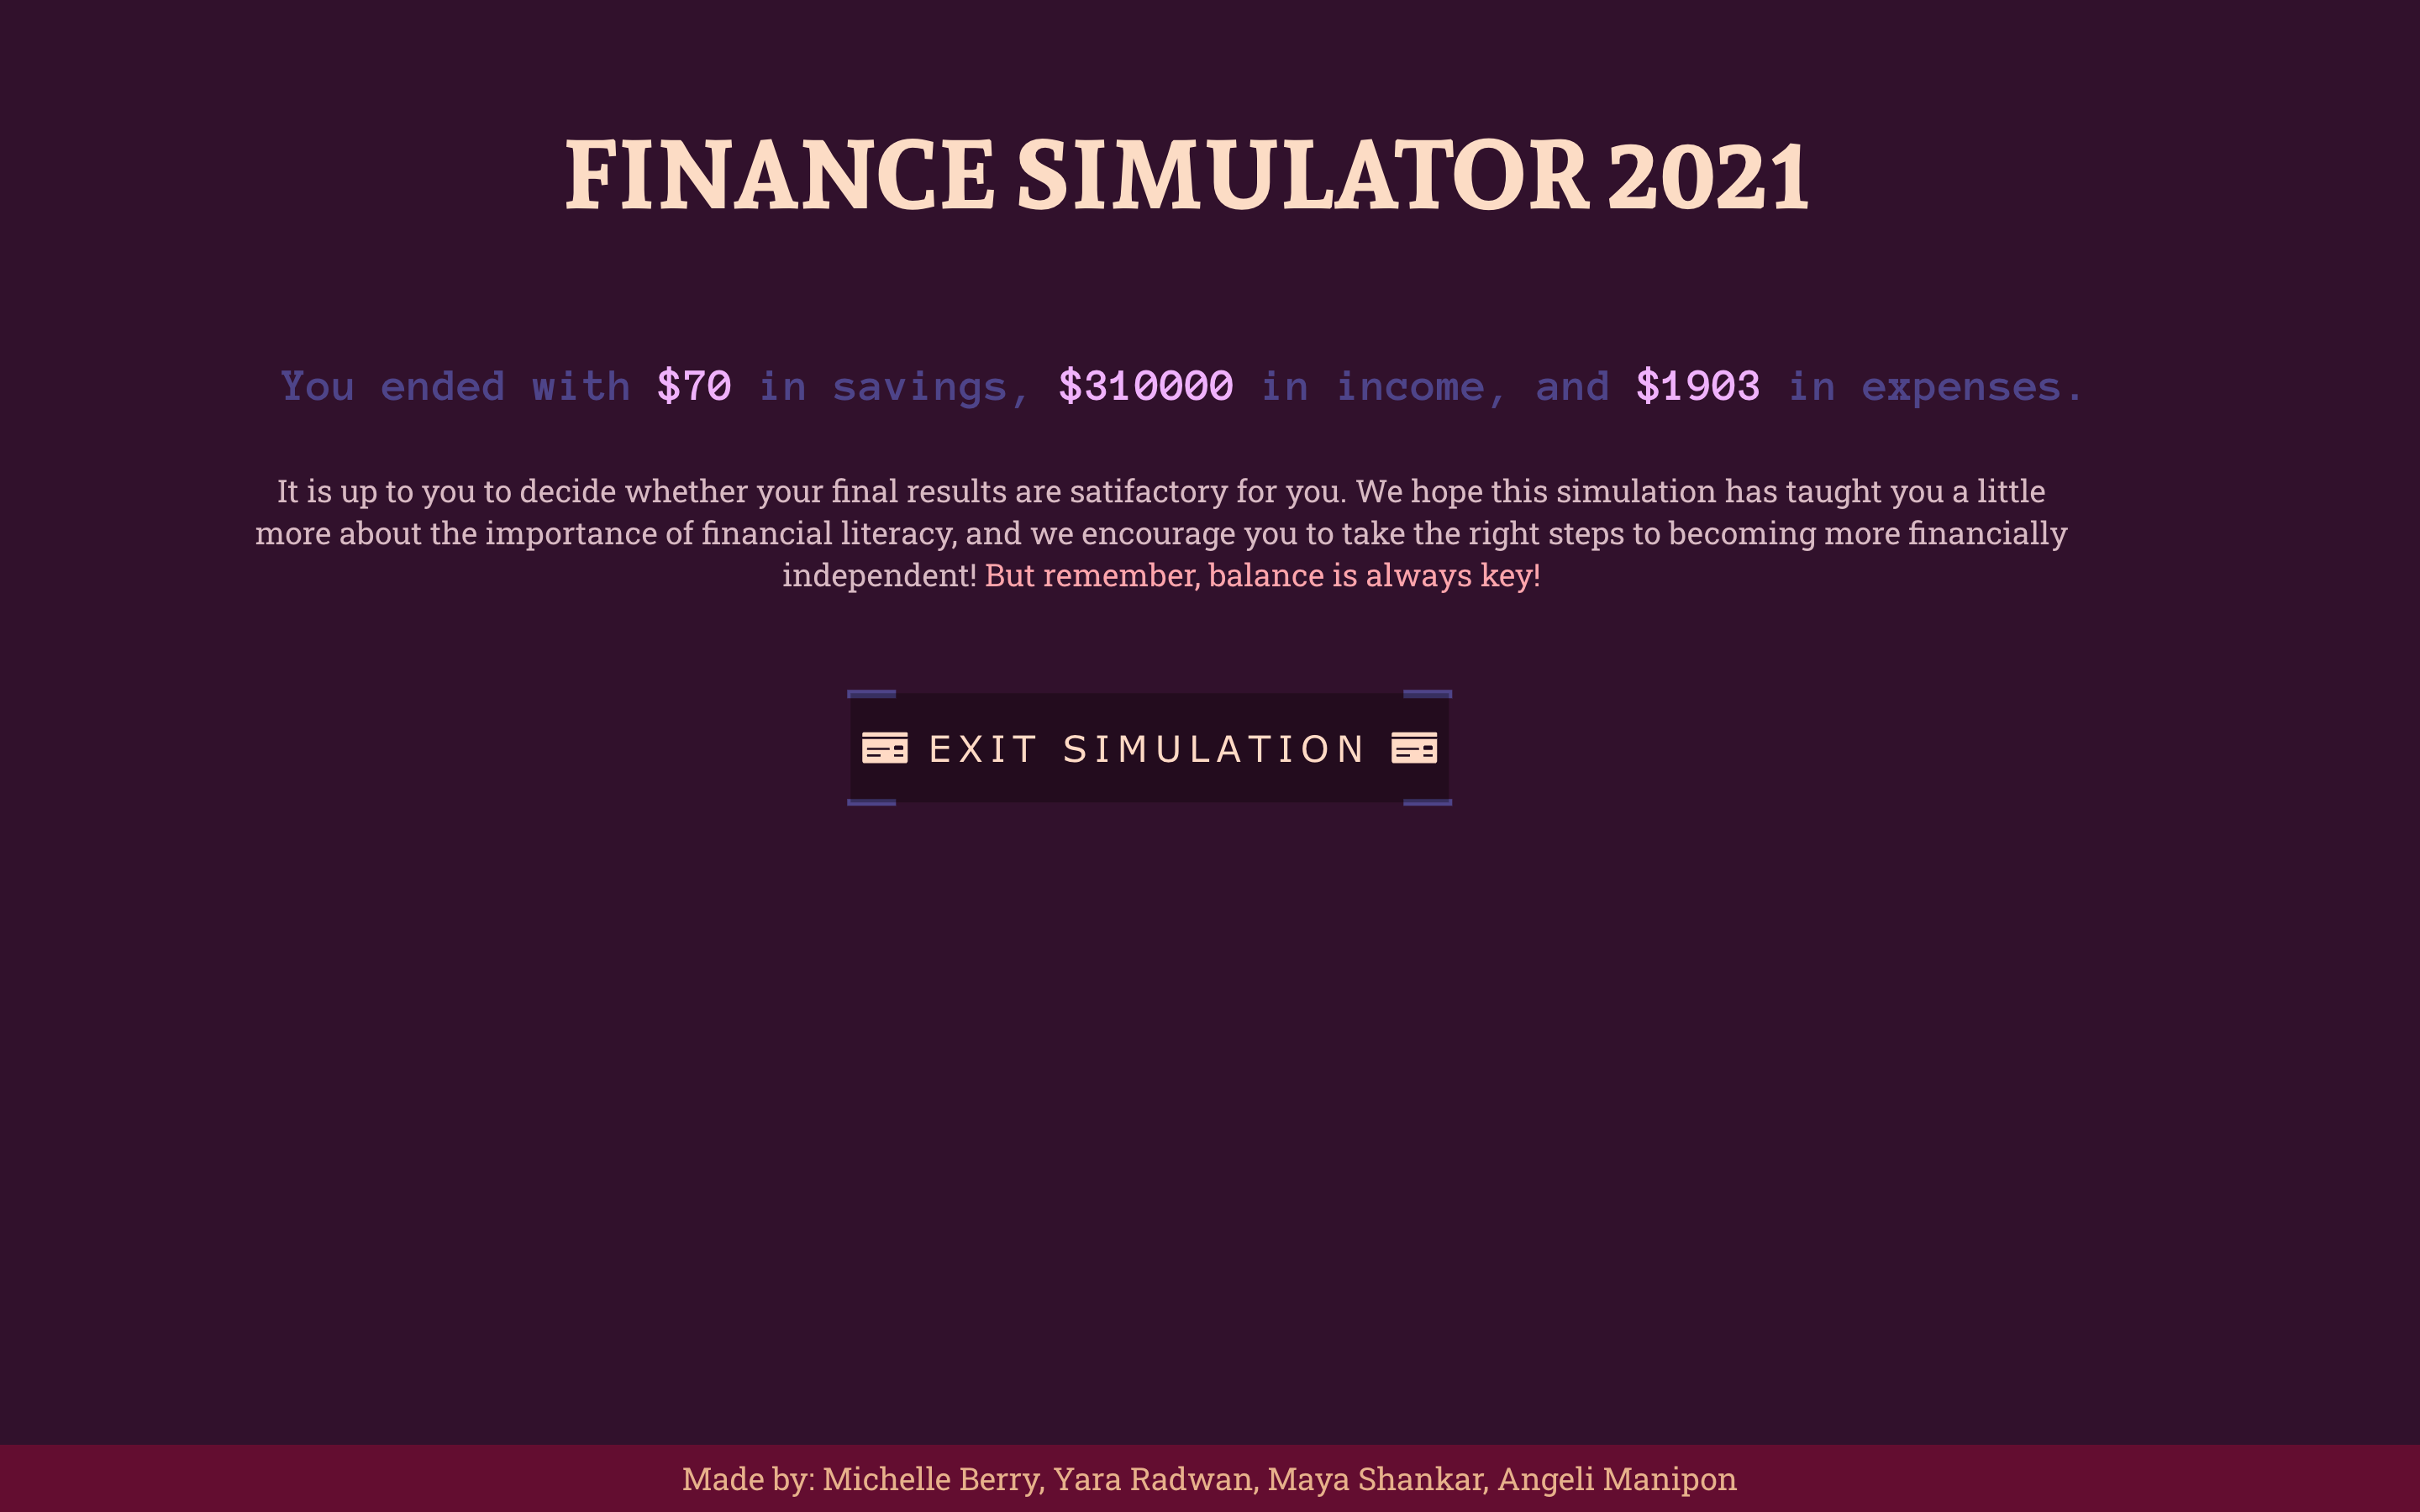 FINANCE SIMULATOR 2021
You ended with $70 in savings, $310000 in income, and $1903 in expenses.
It is up to you to decide whether your final results are satifactory for you. We hope this simulation has taught you a little
more about the importance of financial literacy, and we encourage you to take the right steps to becoming more financially
independent! But remember, balance is always key!
EXIT SIMULATION
Made by: Michelle Berry, Yara Radwan, Maya Shankar, Angeli Manipon